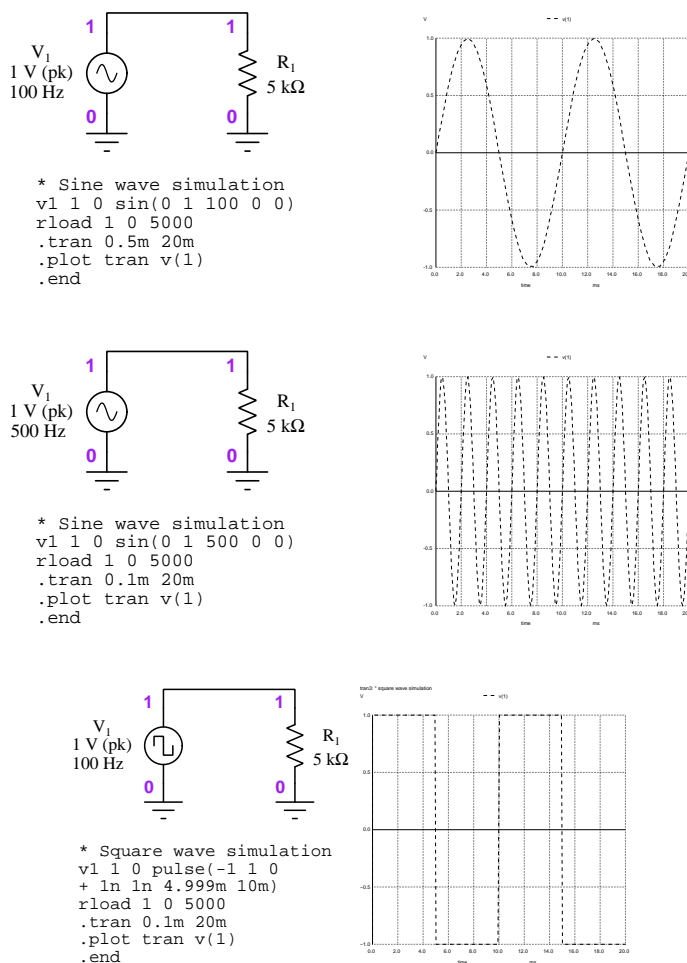 1 1
V1
1 V (pk)
100 Hz
R1
5 kΩ
0 0
* Sine wave simulation
v1 1 0 sin(0 1 100 0 0)
rload 1 0 5000
.tran 0.5m 20m
.plot tran v(1)
.end
V v(1)
1.0
0.5
0.0
-0.5
-1.0
0.0 2.0 4.0 6.0 8.0 10.0 12.0 14.0 16.0 18.0 20
time ms
1 1
V1
1 V (pk)
500 Hz
R1
5 kΩ
0 0
* Sine wave simulation
v1 1 0 sin(0 1 500 0 0)
rload 1 0 5000
.tran 0.1m 20m
.plot tran v(1)
.end
V v(1)
1.0
0.5
0.0
-0.5
-1.0
0.0 2.0 4.0 6.0 8.0 10.0 12.0 14.0 16.0 18.0 20
time ms
1 1
V1
1 V (pk)
100 Hz
R1
5 kΩ
0 0
* Square wave simulation
v1 1 0 pulse(-1 1 0
+ 1n 1n 4.999m 10m)
rload 1 0 5000
.tran 0.1m 20m
.plot tran v(1)
.end
tran3: * square wave simulation
V v(1)
1.0
0.5
0.0
-0.5
-1.0
0.0 2.0 4.0 6.0 8.0 10.0 12.0 14.0 16.0 18.0 20.0
time ms